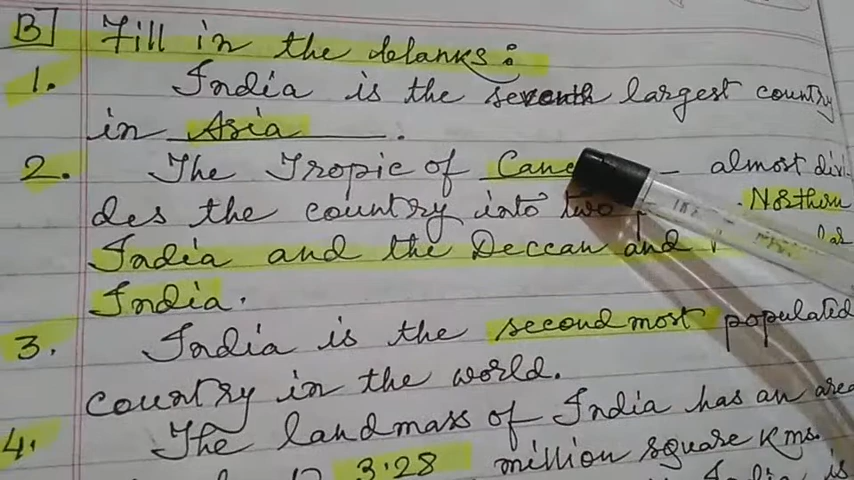 B] Fill in the blanks:
1. India is the seventh largest country
in Asia.
2. The Tropic of almost divi-
des the country into two Northern
India and the Deccan and
India.
3. India is the second most populated
country in the world.
4. The landmass of India has an area
3.28 million square Kms.
India is